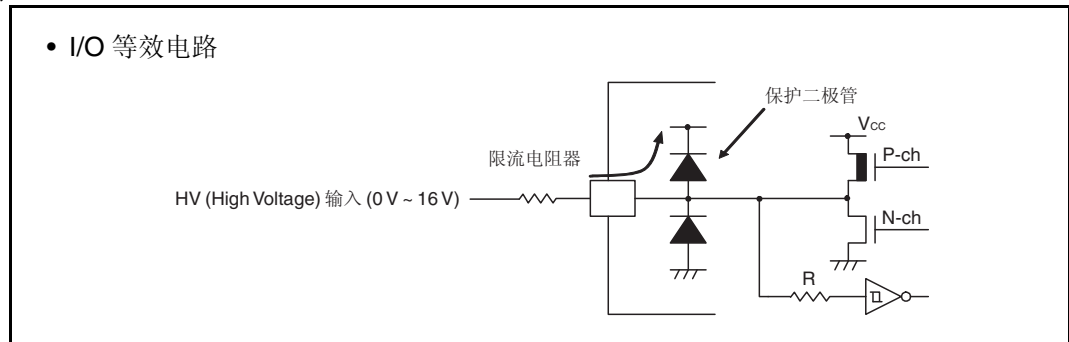 • I/O 等效电路
保护二极管
Vcc
限流电阻器
P-ch
HV (High Voltage) 输入 (0 V ~ 16 V)
N-ch
R